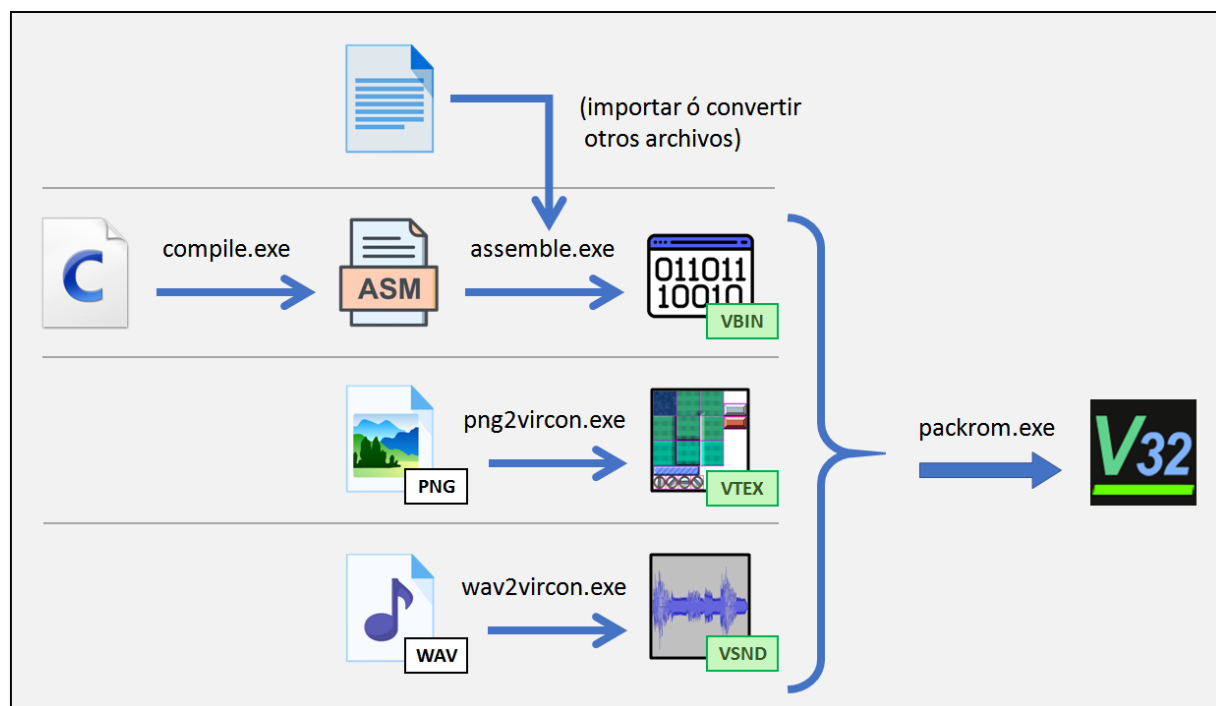 (importar ó convertir
otros archivos)
C
compile.exe
ASM
assemble.exe
011011
10010
VBIN
PNG
png2vircon.exe
VTEX
WAV
wav2vircon.exe
VSND
packrom.exe
V32